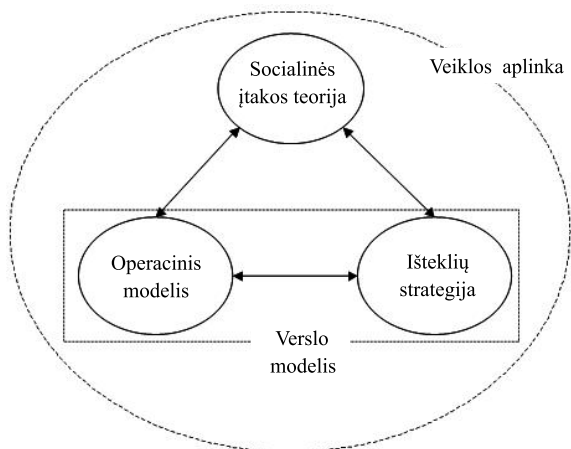 Socialinės
įtakos teorija
Veiklos aplinka
Operacinis
modelis
Išteklių
strategija
Verslo
modelis